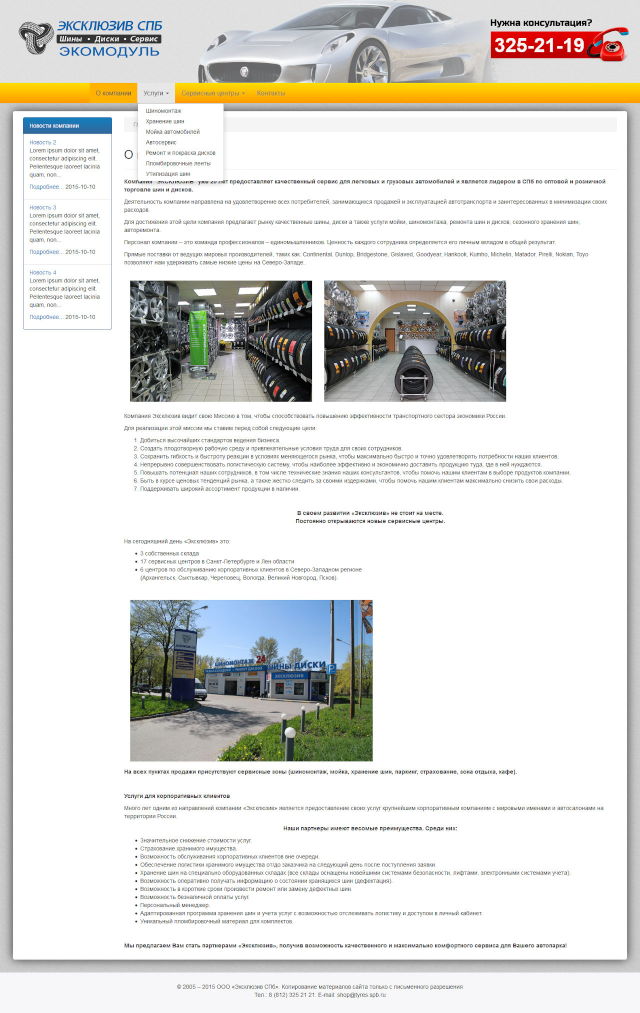 ЭКСКЛЮЗИВ СПБ
Шины • Диски • Сервис
ЭКОМОДУЛЬ
Нужна консультация?
325-21-19
О компании Услуги Сервисные центры Контакты
Шиномонтаж
Хранение шин
Мойка автомобилей
Автосервис
Ремонт и покраска дисков
Пломбировочные ленты
Утилизация шин
Новости компании
Новость 2
Lorem ipsum dolor sit amet,
consectetur adipiscing elit.
Pellentesque laoreet lacinia
quam, non...
Подробнее... 2015-10-10
Новость 3
Lorem ipsum dolor sit amet,
consectetur adipiscing elit.
Pellentesque laoreet lacinia
quam, non...
Подробнее... 2015-10-10
Новость 4
Lorem ipsum dolor sit amet,
consectetur adipiscing elit.
Pellentesque laoreet lacinia
quam, non...
Подробнее... 2015-10-10
О
Компания "ЭКСКЛЮЗИВ" уже 20 лет предоставляет качественный сервис для легковых и грузовых автомобилей и является лидером в СПб по оптовой и розничной
торговле шин и дисков.
Деятельность компании направлена на удовлетворение всех потребителей, занимающихся продажей и эксплуатацией автотранспорта и заинтересованных в минимизации своих
расходов.
Для достижения этой цели компания предлагает рынку качественные шины, диски а также услуги мойки, шиномонтажа, ремонта шин и дисков, сезонного хранения шин,
авторемонта.
Персонал компании – это команда профессионалов – единомышленников. Ценность каждого сотрудника определяется его личным вкладом в общий результат.
Прямые поставки от ведущих мировых производителей, таких как: Continental, Dunlop, Bridgestone, Gislaved, Goodyear, Hankook, Kumho, Michelin, Matador, Pirelli, Nokian, Toyo
позволяют нам удерживать самые низкие цены на Северо-Западе.
Компания Эксклюзив видит свою Миссию в том, чтобы способствовать повышению эффективности транспортного сектора экономики России.
Для реализации этой миссии мы ставим перед собой следующие цели:
1. Добиться высочайших стандартов ведения бизнеса.
2. Создать плодотворную рабочую среду и привлекательные условия труда для своих сотрудников.
3. Сохранить гибкость и быстроту реакции в условиях меняющегося рынка, чтобы максимально быстро и точно удовлетворять потребности наших клиентов.
4. Непрерывно совершенствовать логистическую систему, чтобы наиболее эффективно и экономично доставить продукцию туда, где в ней нуждаются.
5. Повышать потенциал наших сотрудников, в том числе технические знания наших консультантов, чтобы помочь нашим клиентам в выборе продуктов компании.
6. Быть в курсе ценовых тенденций рынка, а также жестко следить за своими издержками, чтобы помочь нашим клиентам максимально снизить свои расходы.
7. Поддерживать широкий ассортимент продукции в наличии.
В своем развитии «Эксклюзив» не стоит на месте.
Постоянно открываются новые сервисные центры.
На сегодняшний день «Эксклюзив» это:
• 3 собственных склада
• 17 сервисных центров в Санкт-Петербурге и Лен области
• 6 центров по обслуживанию корпоративных клиентов в Северо-Западном регионе
(Архангельск, Сыктывкар, Череповец, Вологда, Великий Новгород, Псков).
ШИНОМОНТАЖ 24 ШИНЫ ДИСКИ
ЭКСКЛЮЗИВ
На всех пунктах продажи присутствуют сервисные зоны (шиномонтаж, мойка, хранение шин, паркинг, страхование, зона отдыха, кафе).
Услуги для корпоративных клиентов
Много лет одним из направлений компании «Эксклюзив» является предоставление своих услуг крупнейшим корпоративным компаниям с мировыми именами и автосалонами на
территории России.
Наши партнеры имеют весомые преимущества. Среди них:
• Значительное снижение стоимости услуг.
• Страхование хранимого имущества.
• Возможность обслуживания корпоративных клиентов вне очереди.
• Обеспечение логистики хранимого имущества от/до заказчика на следующий день после поступления заявки.
• Хранение шин на специально оборудованных складах (все склады оснащены новейшими системами безопасности, лифтами, электронными системами учета).
• Возможность оперативно получать информацию о состоянии хранящихся шин (дефектация).
• Возможность в короткие сроки произвести ремонт или замену дефектных шин.
• Возможность безналичной оплаты услуг.
• Персональный менеджер.
• Адаптированная программа хранения шин и учета услуг с возможностью отслеживать логистику и доступом в личный кабинет.
• Уникальный пломбировочный материал для комплектов.
Мы предлагаем Вам стать партнерами «Эксклюзив», получив возможность качественного и максимально комфортного сервиса для Вашего автопарка!
© 2005 – 2015 ООО «Эксклюзив СПб». Копирование материалов сайта только с письменного разрешения.
Тел.: 8 (812) 325 21 21. E-mail: shop@tyres.spb.ru